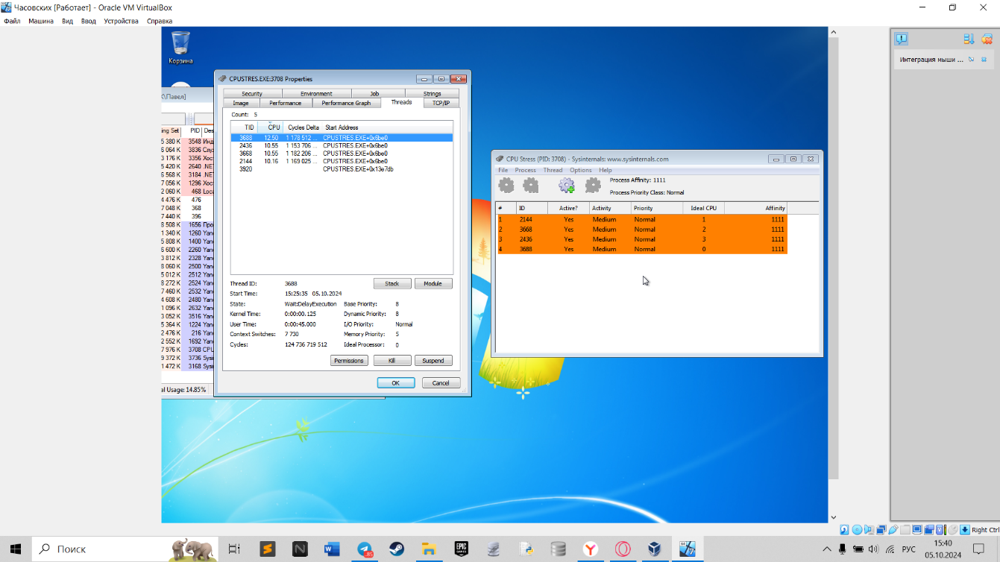 Часовских [Работает] - Oracle VM VirtualBox
Файл Машина Вид Ввод Устройства Справка
Корзина
\Павел]
ing Set PID Des
5 380 K 3548 Инд
6 064 K 3836 Слу
3 176 K 3356 Хос
5 420 K 2640 .NET
6 568 K 3184 .NET
7 056 K 1296 Хос
2 060 K 468 Loca
4 476 K 476
7 048 K 368
7 440 K 396
8 508 K 1656 Про
1 340 K 1260 Yan
5 808 K 1400 Yan
6 600 K 2260 Yan
3 812 K 2328 Yan
8 060 K 2500 Yan
5 012 K 2512 Yan
8 272 K 2524 Yan
7 460 K 2532 Yan
4 608 K 2480 Yan
1 096 K 2632 Yan
3 052 K 3516 Yan
5 364 K 1224 Yan
2 476 K 216 Yan
2 552 K 1692 Yan
7 976 K 3708 CPU
9 372 K 3736 Sysi
1 472 K 3168 Sysi
al Usage: 14.85%
CPUSTRES.EXE:3708 Properties
Security Environment Job Strings
Image Performance Performance Graph Threads TCP/IP
Count: 5
TID CPU Cycles Delta Start Address
3688 12.50 1 178 512 ... CPUSTRES.EXE+0x6be0
2436 10.55 1 153 706 ... CPUSTRES.EXE+0x6be0
3668 10.55 1 182 206 ... CPUSTRES.EXE+0x6be0
2144 10.16 1 169 025 ... CPUSTRES.EXE+0x6be0
3920 CPUSTRES.EXE+0x13e7db
Thread ID: 3688 Stack Module
Start Time: 15:25:35 05.10.2024
State: Wait:DelayExecution Base Priority: 8
Kernel Time: 0:00:00.125 Dynamic Priority: 8
User Time: 0:00:45.000 I/O Priority: Normal
Context Switches: 7 730 Memory Priority: 5
Cycles: 124 736 719 512 Ideal Processor: 0
Permissions Kill Suspend
OK Cancel
CPU Stress (PID: 3708) - Sysinternals: www.sysinternals.com
File Process Thread Options Help
Process Affinity: 1111
Process Priority Class: Normal
# ID Active? Activity Priority Ideal CPU Affinity
1 2144 Yes Medium Normal 1 1111
2 3668 Yes Medium Normal 2 1111
3 2436 Yes Medium Normal 3 1111
4 3688 Yes Medium Normal 0 1111
Интеграция мыши ...
Right Ctrl
Поиск
85
EPIC GAMES
РУС
15:40
05.10.2024